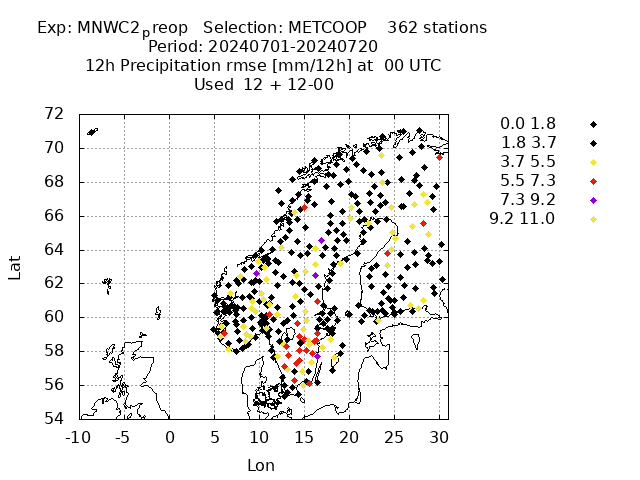 Exp: MNWC2preop Selection: METCOOP 362 stations
Period: 20240701-20240720
12h Precipitation rmse [mm/12h] at 00 UTC
Used 12 + 12-00
72
70
68
66
64
62
60
58
56
54
-10 -5 0 5 10 15 20 25 30
Lat
Lon
0.0 1.8
1.8 3.7
3.7 5.5
5.5 7.3
7.3 9.2
9.2 11.0